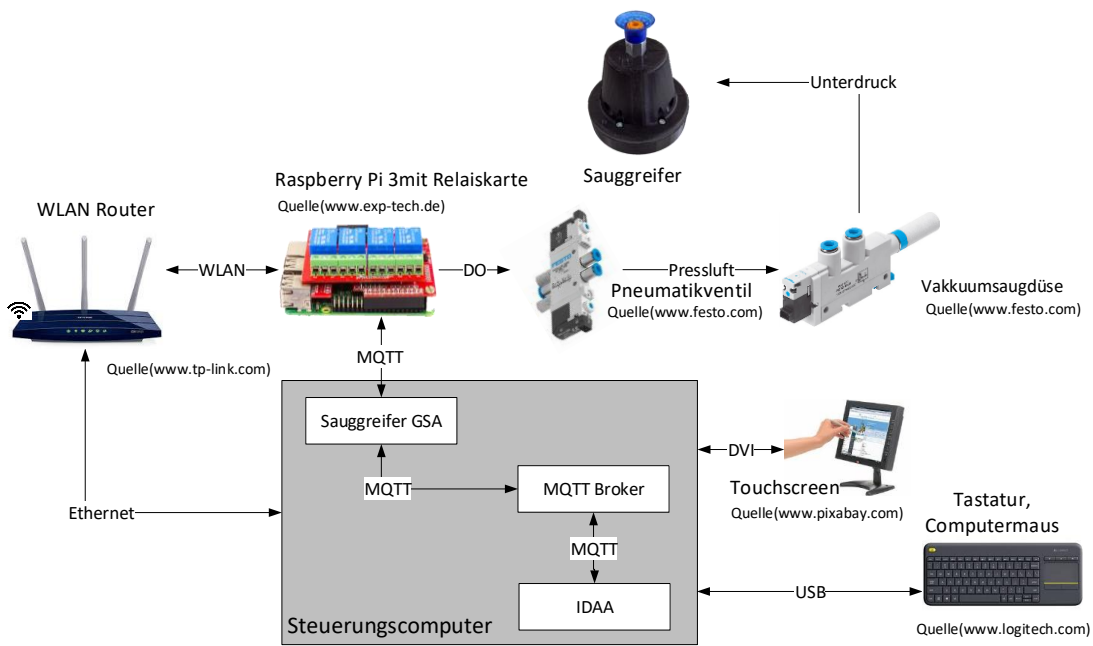 Unterdruck
Sauggreifer
Raspberry Pi 3mit Relaiskarte
Quelle(www.exp-tech.de)
WLAN Router
WLAN
DO
FESTO
Pressluft
Pneumatikventil
Quelle(www.festo.com)
Vakkuumsaugdüse
Quelle(www.festo.com)
Quelle(www.tp-link.com)
MQTT
Sauggreifer GSA
MQTT
MQTT Broker
MQTT
IDAA
Steuerungscomputer
Ethernet
DVI
Touchscreen
Quelle(www.pixabay.com)
Tastatur,
Computermaus
USB
Quelle(www.logitech.com)